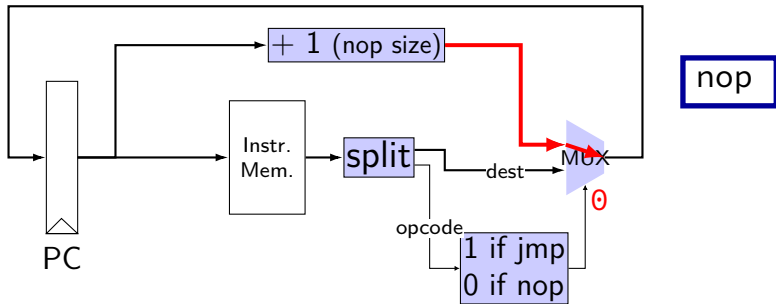 + 1 (nop size)
nop
Instr.
Mem.
split
MUX
dest
0
opcode
1 if jmp
0 if nop
PC